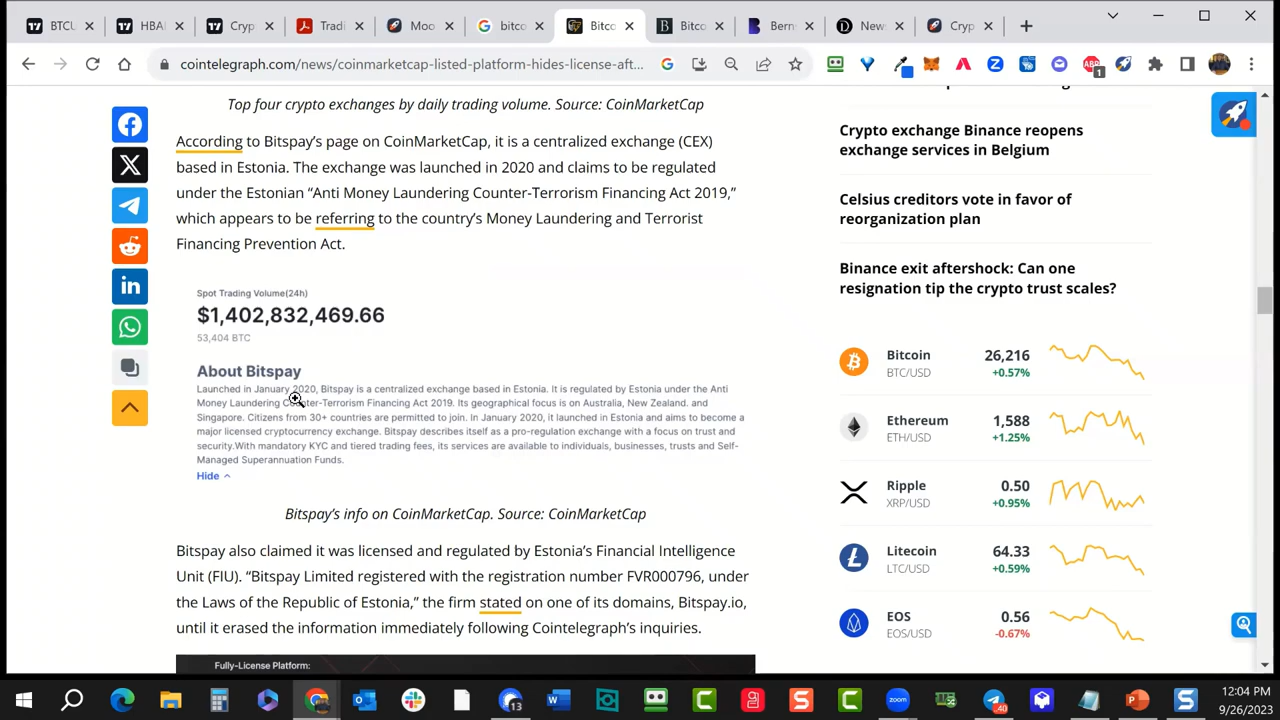 BTCU
HBAI
Cryp
Tradi
Moo
bitco
Bitco
Bitco
Bern
New
Cryp
cointelegraph.com/news/coinmarketcap-listed-platform-hides-license-aft...
Top four crypto exchanges by daily trading volume. Source: CoinMarketCap
According to Bitspay's page on CoinMarketCap, it is a centralized exchange (CEX)
based in Estonia. The exchange was launched in 2020 and claims to be regulated
under the Estonian “Anti Money Laundering Counter-Terrorism Financing Act 2019,”
which appears to be referring to the country's Money Laundering and Terrorist
Financing Prevention Act.
Spot Trading Volume(24h)
$1,402,832,469.66
53,404 BTC
About Bitspay
Launched in January 2020, Bitspay is a centralized exchange based in Estonia. It is regulated by Estonia under the Anti
Money Laundering Counter-Terrorism Financing Act 2019. Its geographical focus is on Australia, New Zealand. and
Singapore. Citizens from 30+ countries are permitted to join. In January 2020, it launched in Estonia and aims to become a
major licensed cryptocurrency exchange. Bitspay describes itself as a pro-regulation exchange with a focus on trust and
security.With mandatory KYC and tiered trading fees, its services are available to individuals, businesses, trusts and Self-
Managed Superannuation Funds.
Hide
Bitspay's info on CoinMarketCap. Source: CoinMarketCap
Bitspay also claimed it was licensed and regulated by Estonia's Financial Intelligence
Unit (FIU). “Bitspay Limited registered with the registration number FVR000796, under
the Laws of the Republic of Estonia,” the firm stated on one of its domains, Bitspay.io,
until it erased the information immediately following Cointelegraph's inquiries.
Fully-License Platform:
Crypto exchange Binance reopens
exchange services in Belgium
Celsius creditors vote in favor of
reorganization plan
Binance exit aftershock: Can one
resignation tip the crypto trust scales?
Bitcoin 26,216
BTC/USD +0.57%
Ethereum 1,588
ETH/USD +1.25%
Ripple 0.50
XRP/USD +0.95%
Litecoin 64.33
LTC/USD +0.59%
EOS 0.56
EOS/USD -0.67%
12:04 PM
9/26/2023